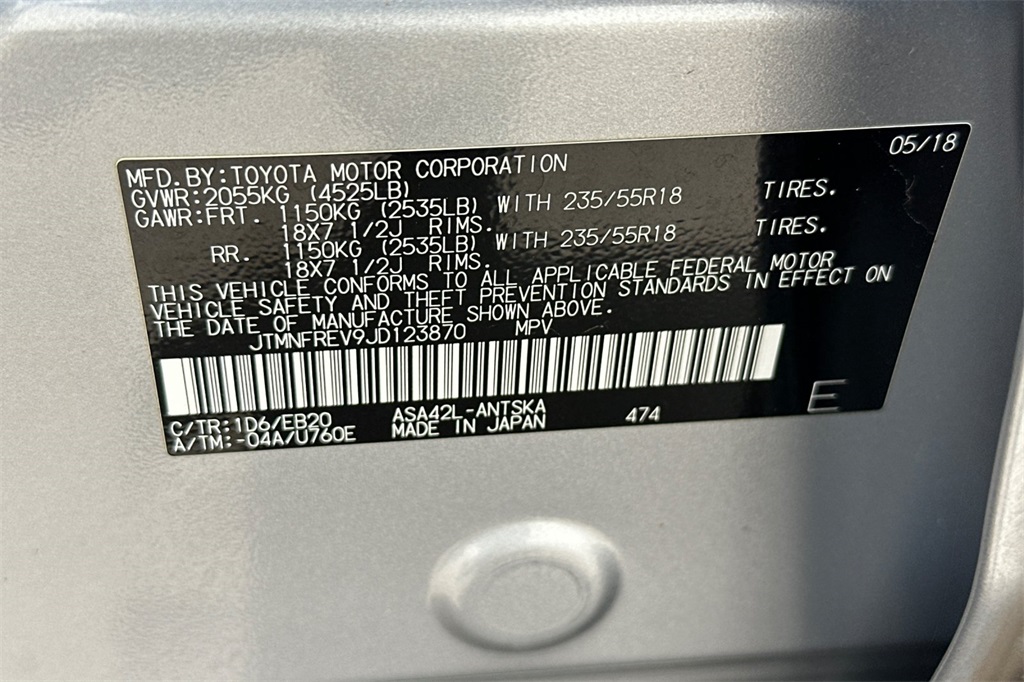 05/18
MFD.BY:TOYOTA MOTOR CORPORATION
GVWR:2055KG (4525LB)
GAWR:FRT. 1150KG (2535LB) WITH 235/55R18 TIRES.
18X7 1/2J RIMS.
RR. 1150KG (2535LB) WITH 235/55R18 TIRES.
18X7 1/2J RIMS.
THIS VEHICLE CONFORMS TO ALL APPLICABLE FEDERAL MOTOR
VEHICLE SAFETY AND THEFT PREVENTION STANDARDS IN EFFECT ON
THE DATE OF MANUFACTURE SHOWN ABOVE.
JTMNFREV9JD123870 MPV
C/TR:1D6/EB20 ASA42L-ANTSKA 474
A/TM:-04A/U760E MADE IN JAPAN
E